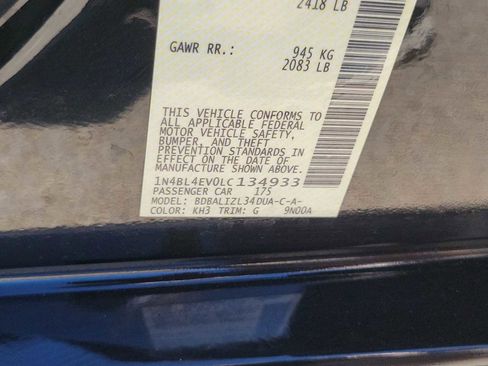 2418 LB
GAWR RR.: 945 KG
2083 LB
THIS VEHICLE CONFORMS TO
ALL APPLICABLE FEDERAL
MOTOR VEHICLE SAFETY,
BUMPER, AND THEFT
PREVENTION STANDARDS IN
EFFECT ON THE DATE OF
MANUFACTURE SHOWN ABOVE.
1N4BL4EV0LC134933
PASSENGER CAR 175
MODEL: BDBALIZL34DUA-C-A-
COLOR: KH3 TRIM: G 9N00A